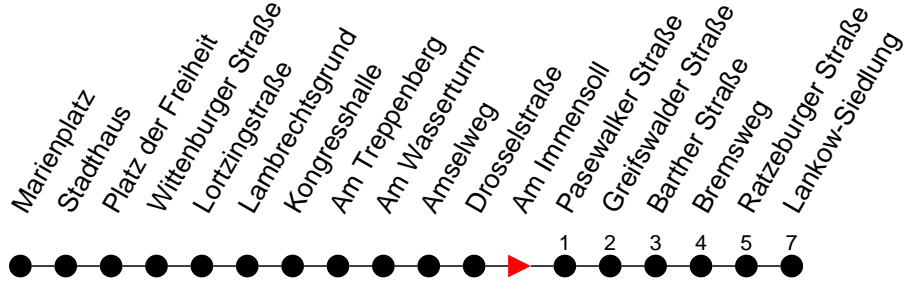 Marienplatz
Stadthaus
Platz der Freiheit
Wittenburger Straße
Lortzingstraße
Lambrechtsgrund
Kongresshalle
Am Treppenberg
Am Wasserturm
Amselweg
Drosselstraße
Am Immensoll
Pasewalker Straße
Greifswalder Straße
Barther Straße
Bremsweg
Ratzeburger Straße
Lankow-Siedlung
1 2 3 4 5 7